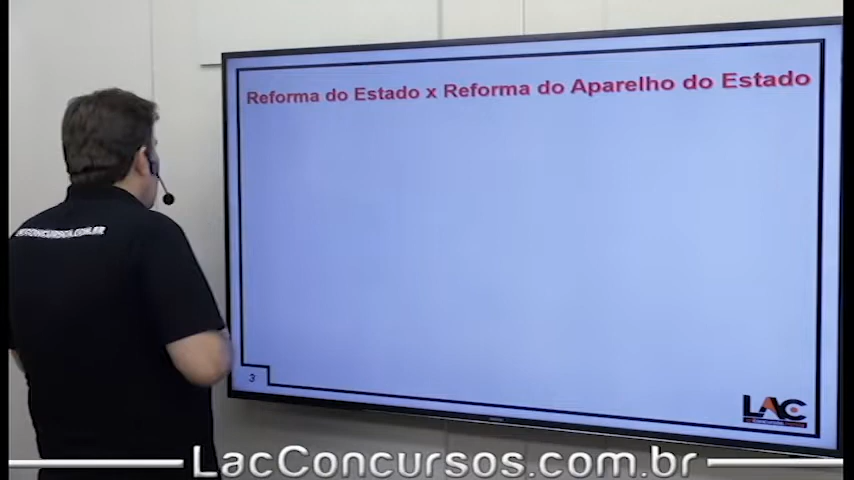 Reforma do Estado x Reforma do Aparelho do Estado
3
LAC
LacConcursos.com.br